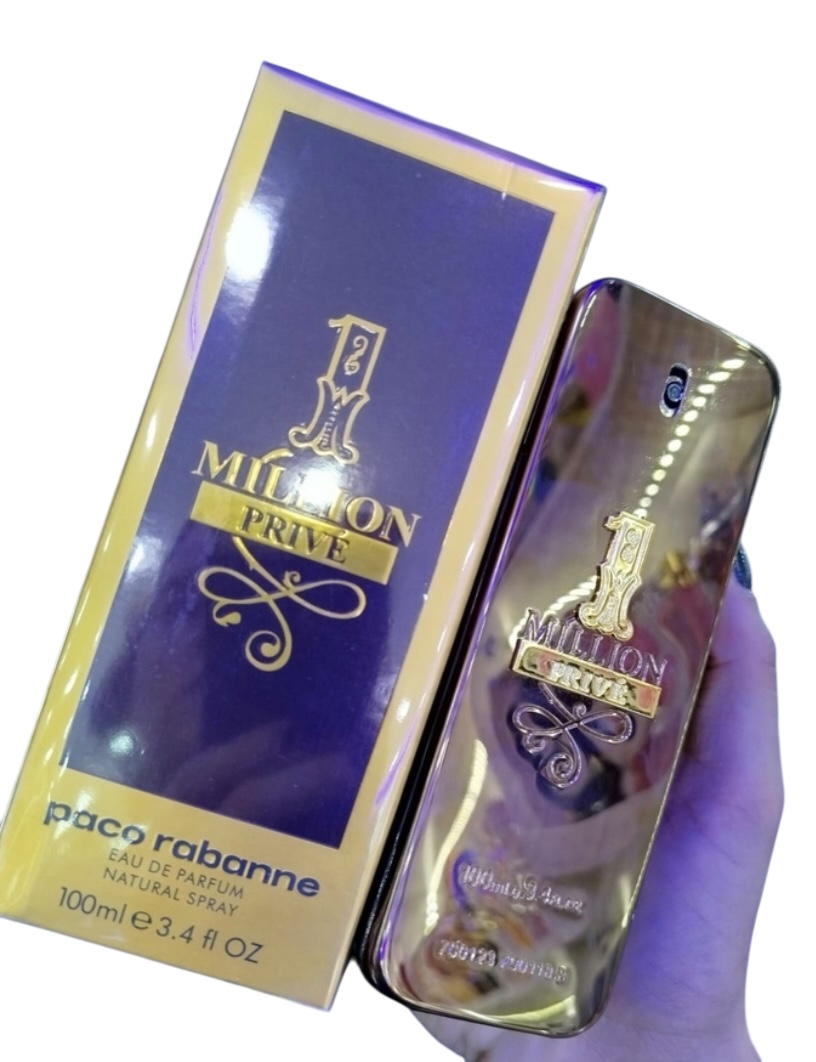 1
MILLION
PRIVÉ
paco rabanne
EAU DE PARFUM
NATURAL SPRAY
100ml e 3.4 fl OZ
1
MILLION
PRIVÉ